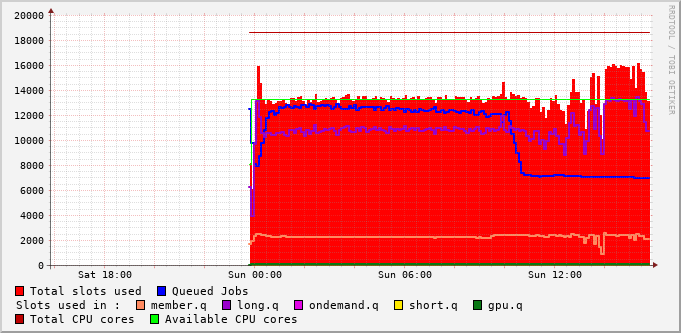 20000
18000
16000
14000
12000
10000
8000
6000
4000
2000
0
Sat 18:00 Sun 00:00 Sun 06:00 Sun 12:00
Total slots used Queued Jobs
Slots used in : member.q long.q ondemand.q short.q gpu.q
Total CPU cores Available CPU cores
RRDTOOL / TOBI OETIKER